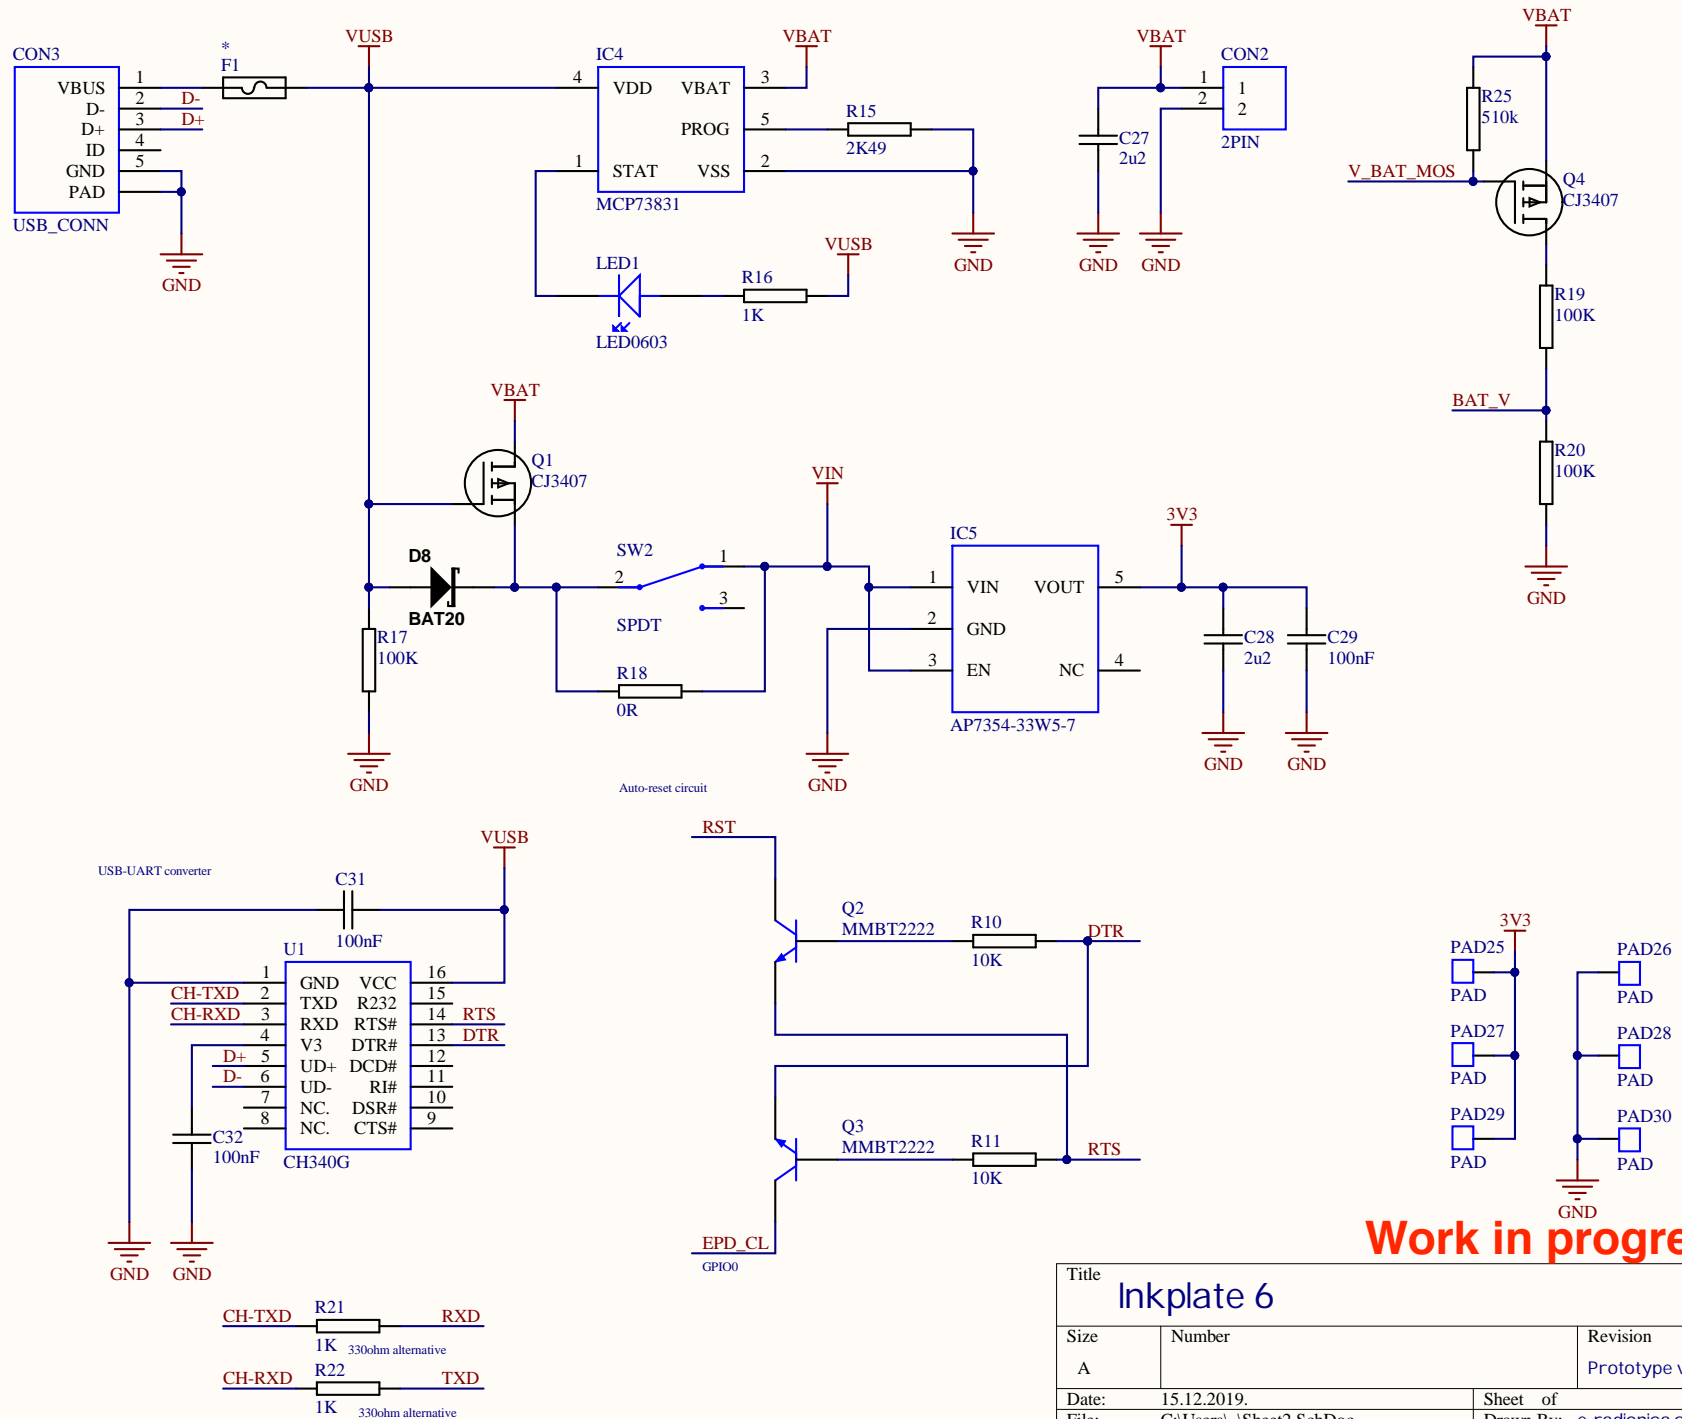 CON3
VBUS 1
D- 2 D-
D+ 3 D+
ID 4
GND 5
PAD
USB_CONN
GND
*
F1
VUSB
IC4
4 VDD VBAT 3
PROG 5
1 STAT VSS 2
MCP73831
VBAT
R15
2K49
GND
LED1
LED0603
R16
1K
VUSB
VBAT
CON2
1 1
2 2
2PIN
C27
2u2
GND GND
VBAT
R25
510k
V_BAT_MOS
Q4
CJ3407
R19
100K
BAT_V
R20
100K
GND
VBAT
Q1
CJ3407
D8
BAT20
R17
100K
GND
SW2
2 1
3
SPDT
R18
0R
VIN
IC5
1 VIN VOUT 5
2 GND
3 EN NC 4
AP7354-33W5-7
GND
3V3
C28
2u2
C29
100nF
GND GND
Auto-reset circuit
RST
Q2
MMBT2222
R10
10K
DTR
Q3
MMBT2222
R11
10K
RTS
EPD_CL
GPIO0
USB-UART converter
VUSB
C31
100nF
U1
1 GND VCC 16
CH-TXD 2 TXD R232 15
CH-RXD 3 RXD RTS# 14 RTS
4 V3 DTR# 13 DTR
D+ 5 UD+ DCD# 12
D- 6 UD- RI# 11
7 NC. DSR# 10
8 NC. CTS# 9
CH340G
C32
100nF
GND GND
CH-TXD R21 RXD
1K 330ohm alternative
CH-RXD R22 TXD
1K 330ohm alternative
3V3
PAD25
PAD
PAD26
PAD
PAD27
PAD
PAD28
PAD
PAD29
PAD
PAD30
PAD
GND
Work in progre
Title
Inkplate 6
Size Number Revision
A Prototype v
Date: 15.12.2019. Sheet of
File: C:\Users\..\Sheet2.SchDoc Drawn By: